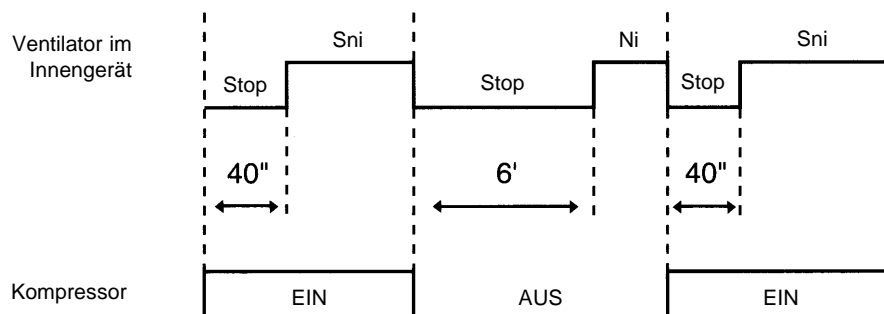 Ventilator im
Innengerät
Sni
Ni
Sni
Stop
Stop
Stop
40"
6'
40"
Kompressor
EIN
AUS
EIN